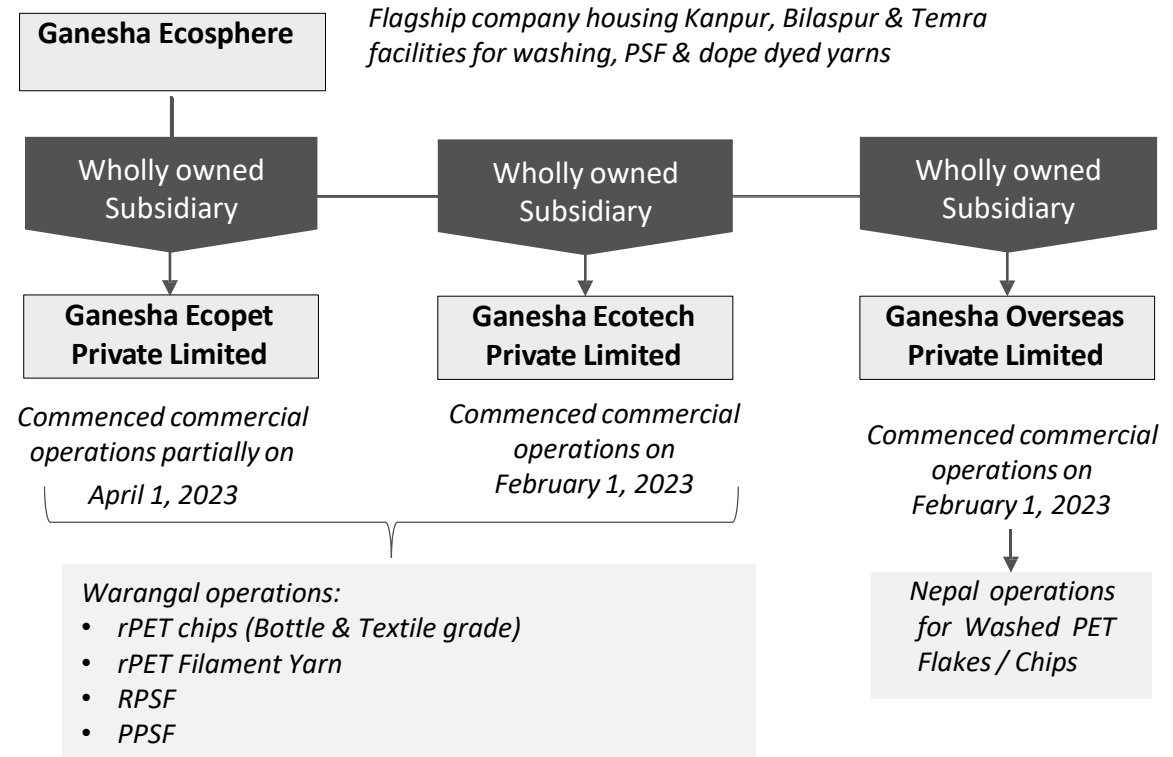 Ganesha Ecosphere
Flagship company housing Kanpur, Bilaspur & Temra
facilities for washing, PSF & dope dyed yarns
Wholly owned
Subsidiary
Wholly owned
Subsidiary
Wholly owned
Subsidiary
Ganesha Ecopet
Private Limited
Ganesha Ecotech
Private Limited
Ganesha Overseas
Private Limited
Commenced commercial
operations partially on
April 1, 2023
Commenced commercial
operations on
February 1, 2023
Commenced commercial
operations on
February 1, 2023
Warangal operations:
• rPET chips (Bottle & Textile grade)
• rPET Filament Yarn
• RPSF
• PPSF
Nepal operations
for Washed PET
Flakes / Chips